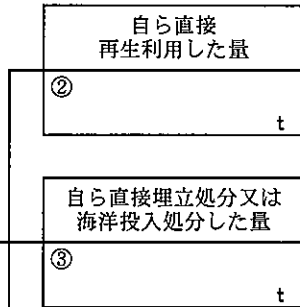 自ら直接
再生利用した量
②
t
自ら直接埋立処分又は
海洋投入処分した量
③
t